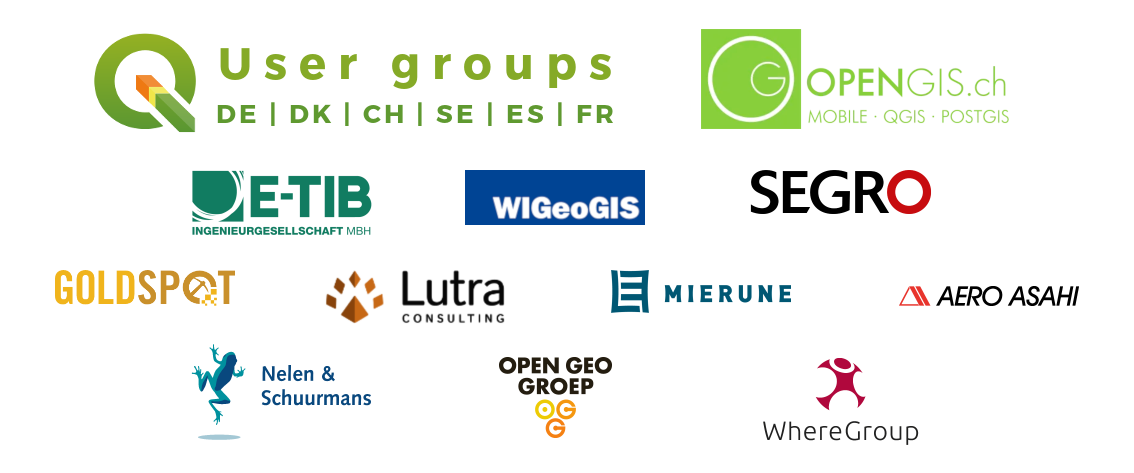 User groups
DE | DK | CH | SE | ES | FR
OPENGIS.ch
MOBILE · QGIS · POSTGIS
E-TIB
INGENIEURGESELLSCHAFT MBH
WIGeoGIS
SEGRO
GOLDSPOT
Lutra
CONSULTING
MIERUNE
AERO ASAHI
Nelen &
Schuurmans
OPEN GEO
GROEP
OGG
WhereGroup